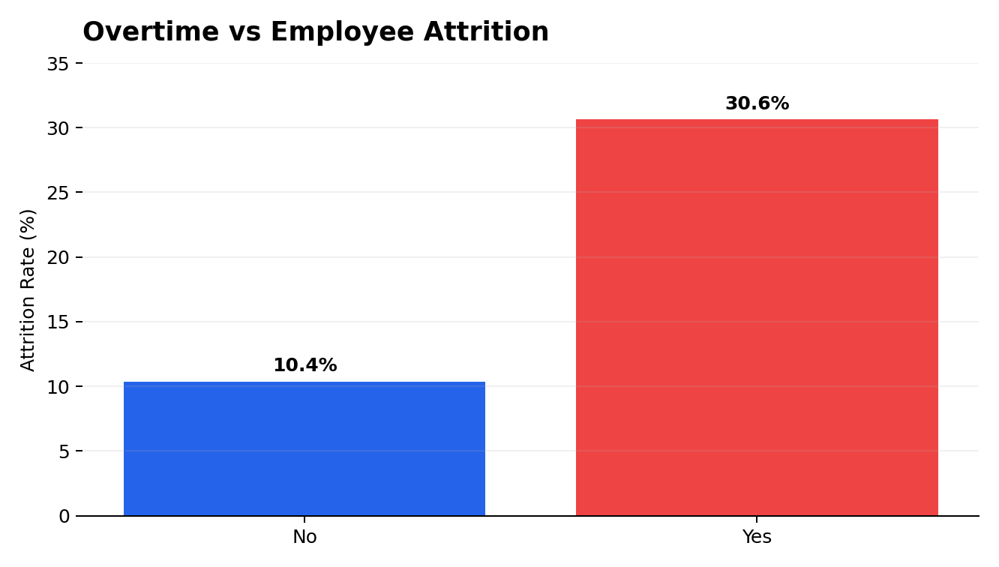 Overtime vs Employee Attrition
Attrition Rate (%)
35
30
25
20
15
10
5
0
10.4%
30.6%
No
Yes